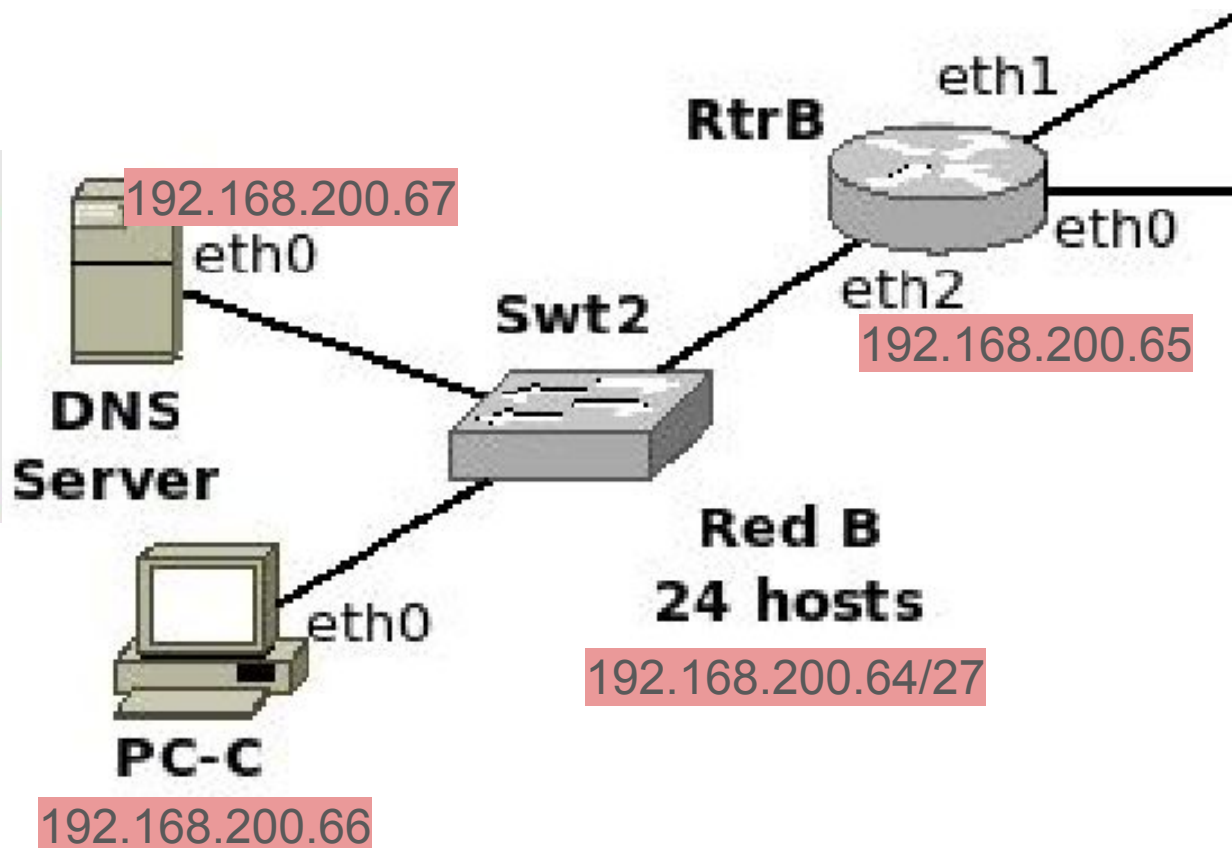 eth1
RtrB
192.168.200.67
eth0
eth0
eth2
Swt2
192.168.200.65
DNS
Server
Red B
24 hosts
eth0
192.168.200.64/27
PC-C
192.168.200.66